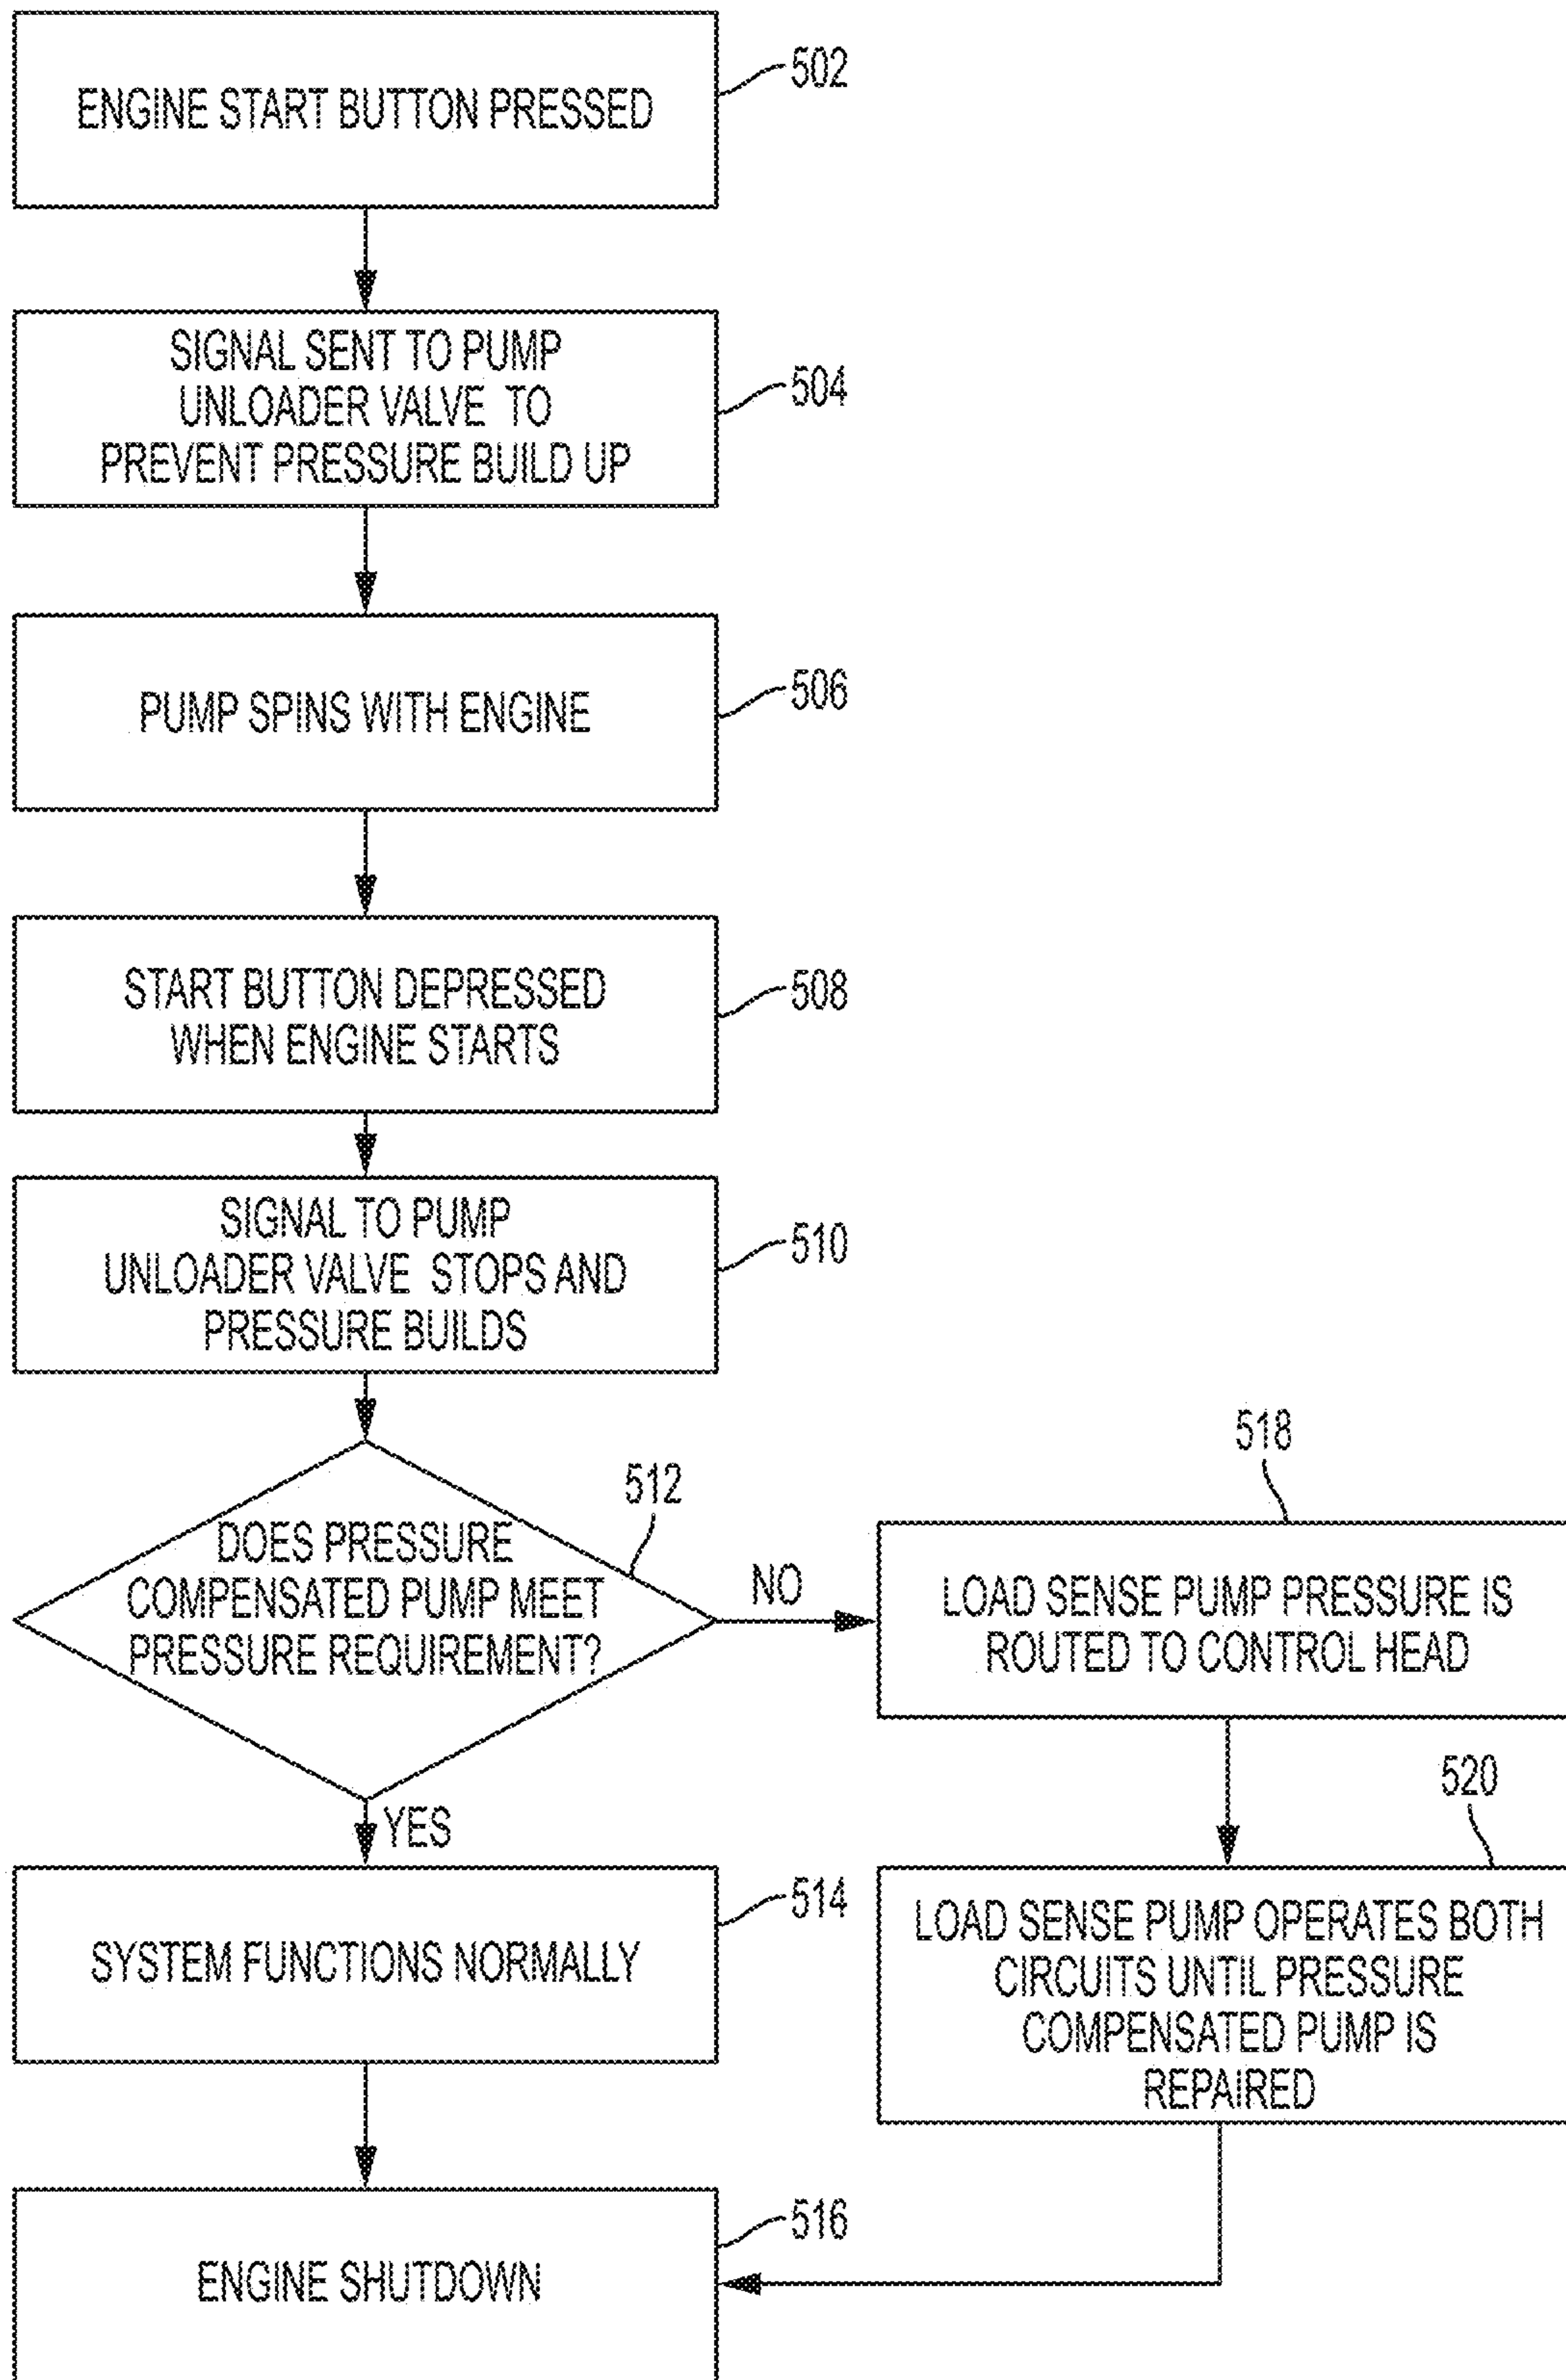 ENGINE START BUTTON PRESSED
502
SIGNAL SENT TO PUMP
UNLOADER VALVE TO
PREVENT PRESSURE BUILD UP
504
PUMP SPINS WITH ENGINE
506
START BUTTON DEPRESSED
WHEN ENGINE STARTS
508
SIGNAL TO PUMP
UNLOADER VALVE STOPS AND
PRESSURE BUILDS
510
DOES PRESSURE
COMPENSATED PUMP MEET
PRESSURE REQUIREMENT?
512
NO
518
LOAD SENSE PUMP PRESSURE IS
ROUTED TO CONTROL HEAD
YES
520
LOAD SENSE PUMP OPERATES BOTH
CIRCUITS UNTIL PRESSURE
COMPENSATED PUMP IS
REPAIRED
SYSTEM FUNCTIONS NORMALLY
514
ENGINE SHUTDOWN
516